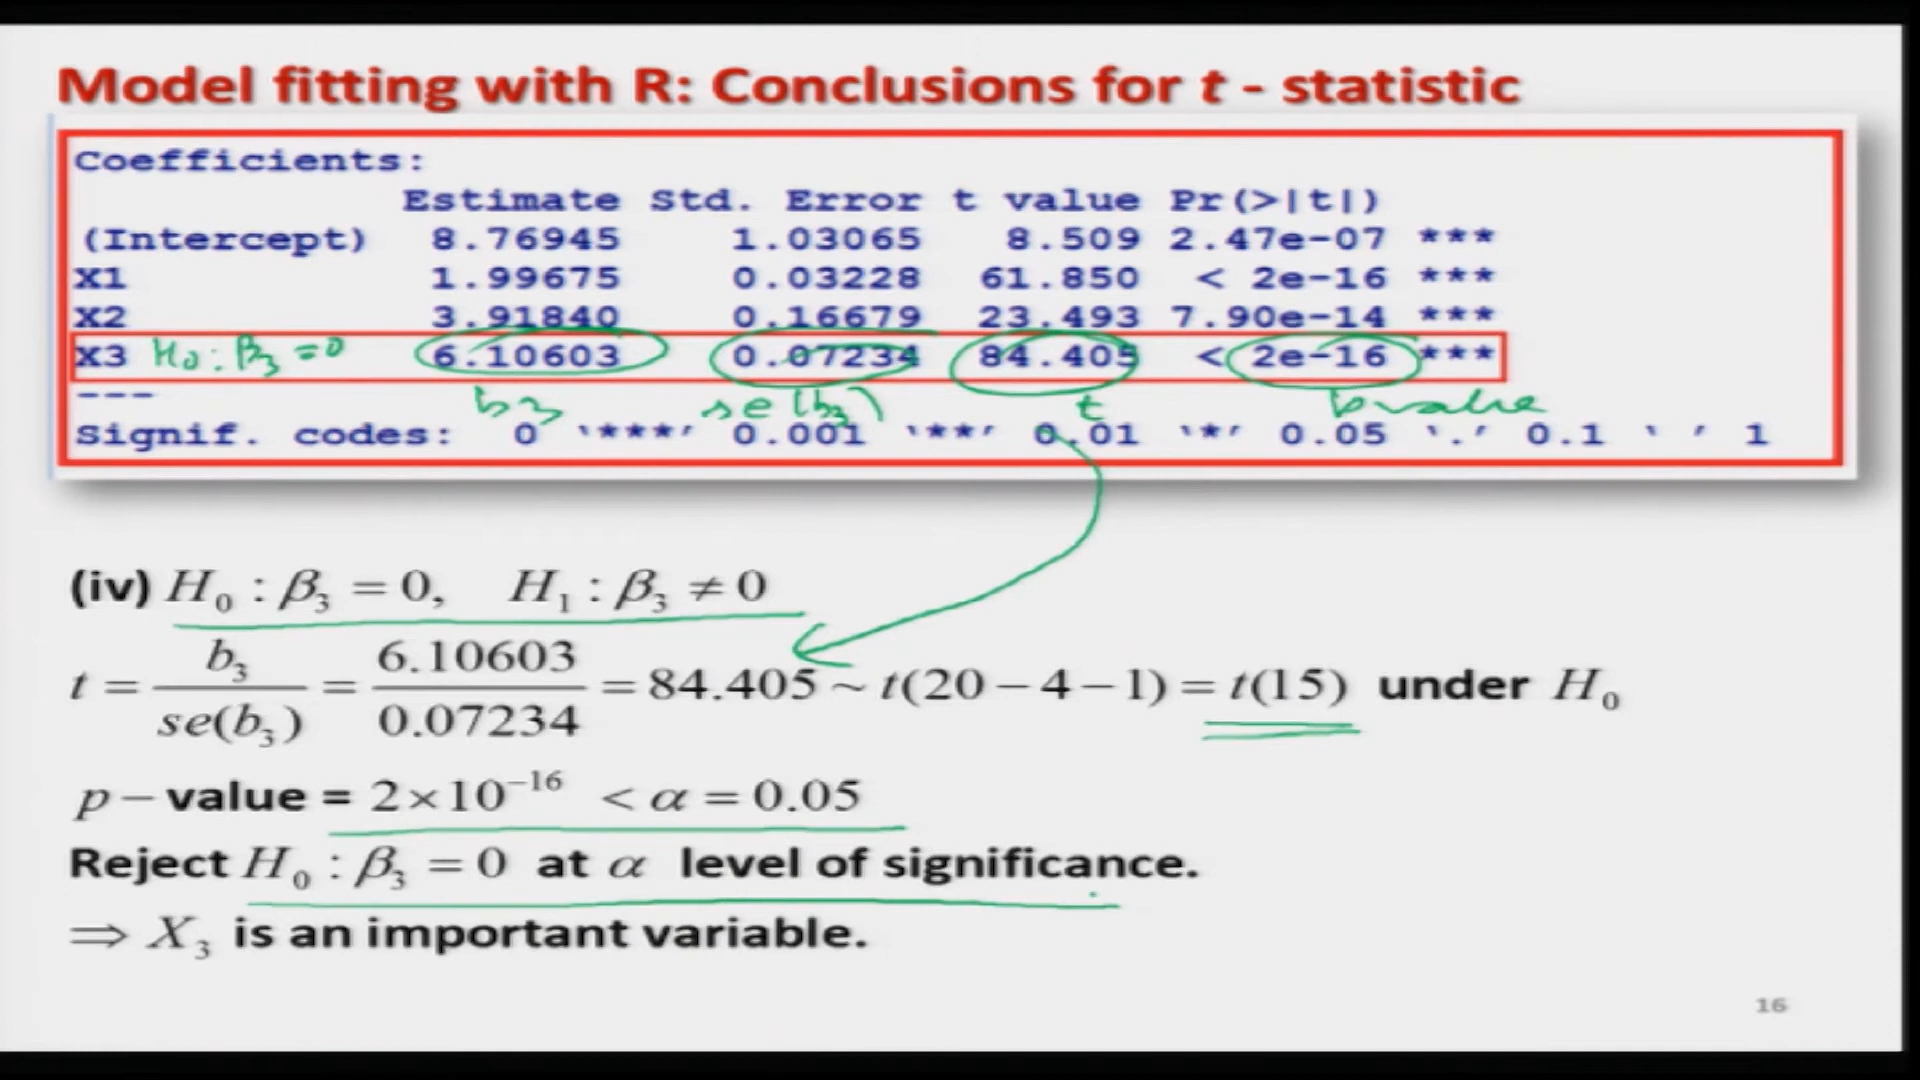 Model fitting with R: Conclusions for t - statistic
Coefficients:
Estimate Std. Error t value Pr(>|t|)
(Intercept) 8.76945 1.03065 8.509 2.47e-07 ***
X1 1.99675 0.03228 61.850 < 2e-16 ***
X2 3.91840 0.16679 23.493 7.90e-14 ***
X3 H₀: β₃ = 0 6.10603 0.07234 84.405 < 2e-16 ***
--- b₃ se(b₃) t p value
Signif. codes: 0 '***' 0.001 '**' 0.01 '*' 0.05 '.' 0.1 ' ' 1
(iv) H₀ : β₃ = 0, H₁ : β₃ ≠ 0
t = b₃/se(b₃) = 6.10603/0.07234 = 84.405 ~ t(20 − 4 − 1) = t(15) under H₀
p − value = 2×10⁻¹⁶ < α = 0.05
Reject H₀ : β₃ = 0 at α level of significance.
⇒ X₃ is an important variable.
16